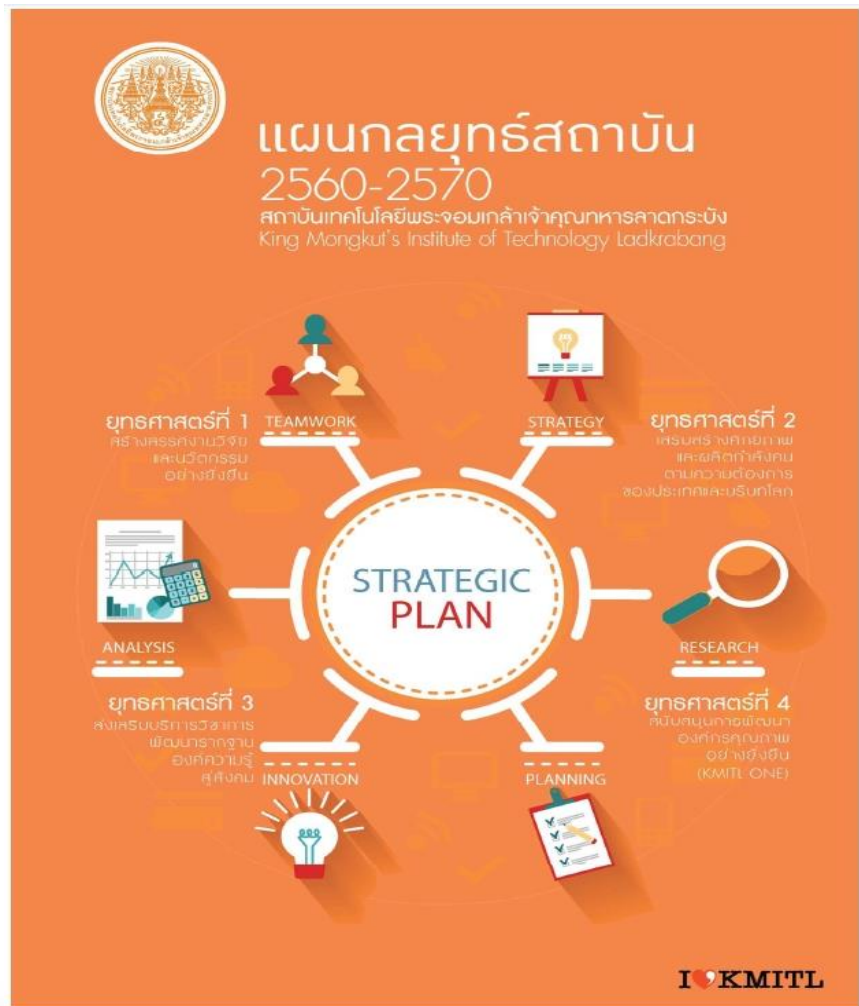 แผนกลยุทธ์สถาบัน
2560-2570
สถาบันเทคโนโลยีพระจอมเกล้าเจ้าคุณทหารลาดกระบัง
King Mongkut's Institute of Technology Ladkrabang
ยุทธศาสตร์ที่ 1
สร้างสรรค์งานวิจัย
และนวัตกรรม
อย่างยั่งยืน
TEAMWORK
STRATEGY
ยุทธศาสตร์ที่ 2
เสริมสร้างศักยภาพ
และผลิตกำลังคน
ตามความต้องการ
ของประเทศและบริบทโลก
STRATEGIC
PLAN
ANALYSIS
RESEARCH
ยุทธศาสตร์ที่ 3
ส่งเสริมบริการวิชาการ
พัฒนารากฐาน
องค์ความรู้
สู่สังคม
INNOVATION
PLANNING
ยุทธศาสตร์ที่ 4
สนับสนุนการพัฒนา
องค์กรคุณภาพ
อย่างยั่งยืน
(KMITL ONE)
I KMITL